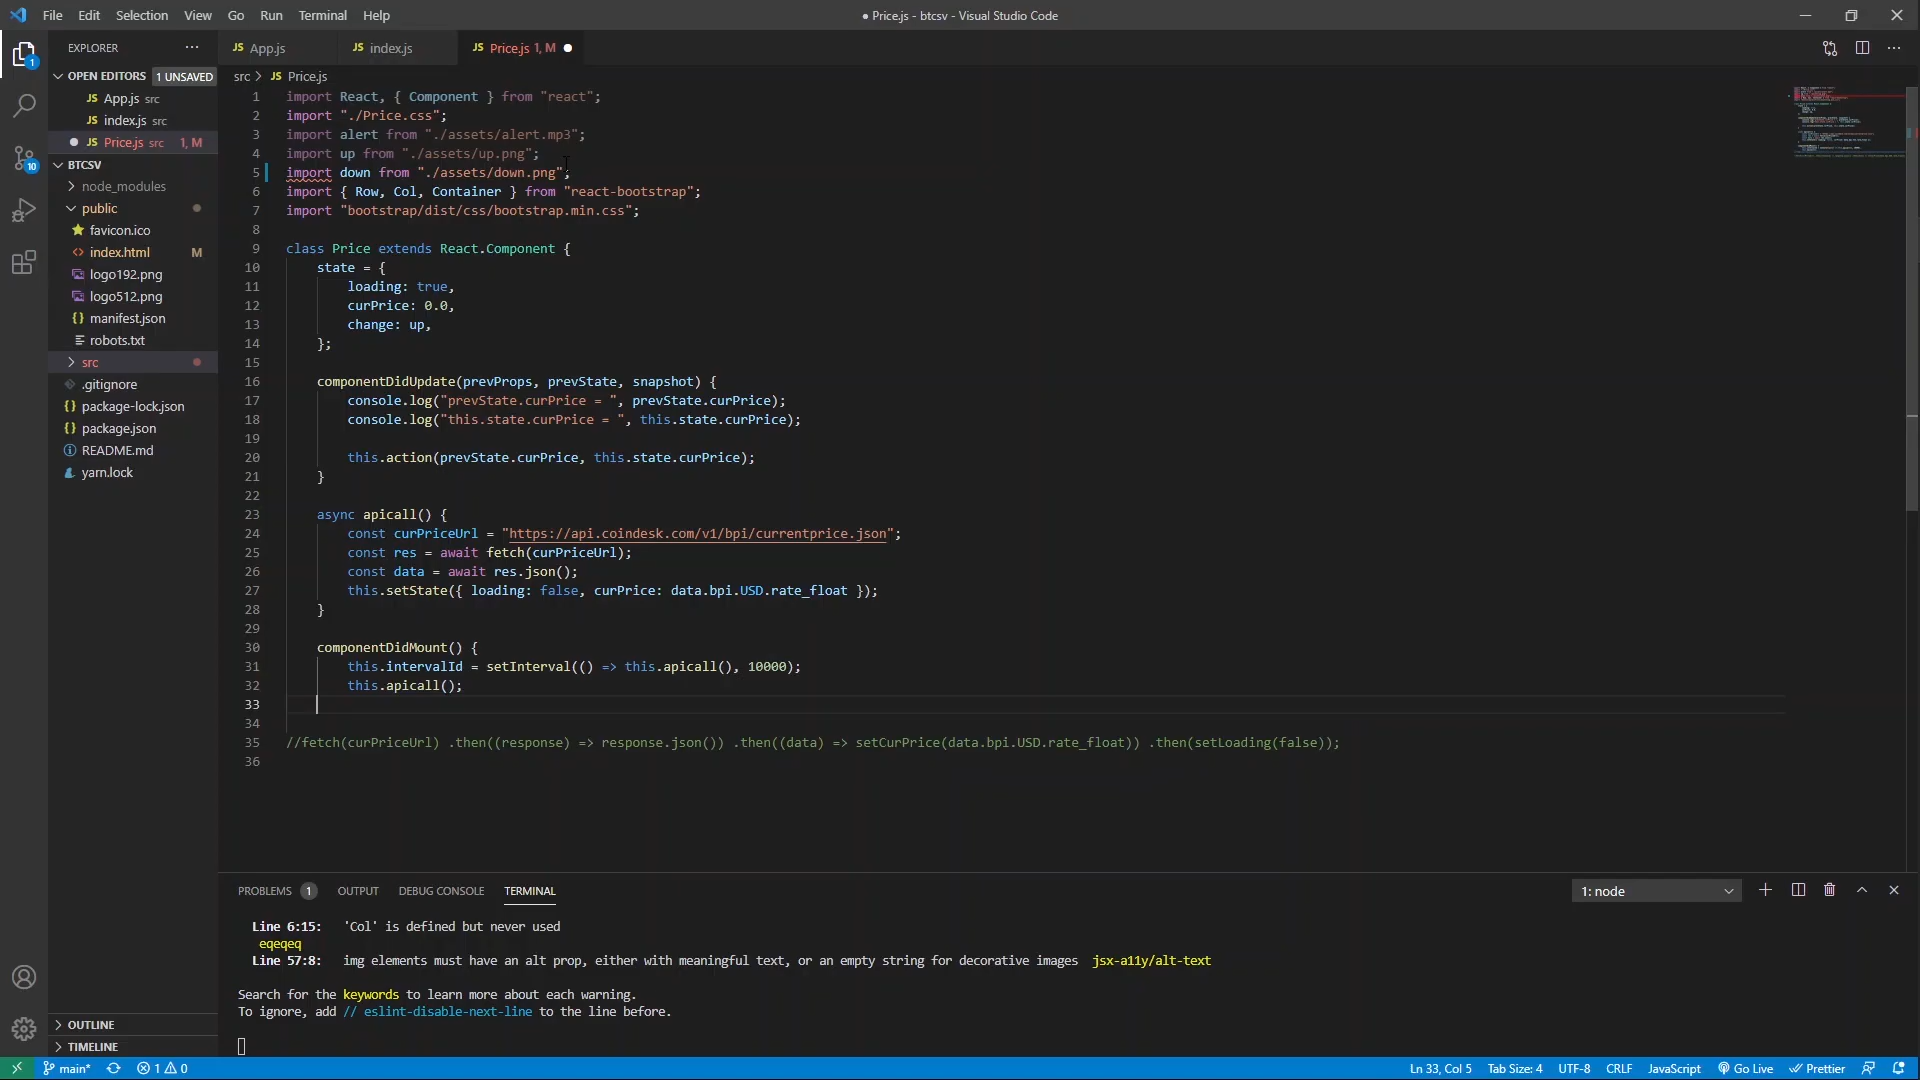 File Edit Selection View Go Run Terminal Help
● Price.js - btcsv - Visual Studio Code
EXPLORER ···
JS App.js
JS index.js
JS Price.js 1, M ●
OPEN EDITORS 1 UNSAVED
JS App.js src
JS index.js src
● JS Price.js src 1, M
BTCSV
node_modules
public
favicon.ico
<> index.html M
logo192.png
logo512.png
{} manifest.json
robots.txt
src
.gitignore
{} package-lock.json
{} package.json
README.md
yarn.lock
OUTLINE
TIMELINE
1
10
src > JS Price.js
1 import React, { Component } from "react";
2 import "./Price.css";
3 import alert from "./assets/alert.mp3";
4 import up from "./assets/up.png";
5 import down from "./assets/down.png";
6 import { Row, Col, Container } from "react-bootstrap";
7 import "bootstrap/dist/css/bootstrap.min.css";
8
9 class Price extends React.Component {
10 state = {
11 loading: true,
12 curPrice: 0.0,
13 change: up,
14 };
15
16 componentDidUpdate(prevProps, prevState, snapshot) {
17 console.log("prevState.curPrice = ", prevState.curPrice);
18 console.log("this.state.curPrice = ", this.state.curPrice);
19
20 this.action(prevState.curPrice, this.state.curPrice);
21 }
22
23 async apicall() {
24 const curPriceUrl = "https://api.coindesk.com/v1/bpi/currentprice.json";
25 const res = await fetch(curPriceUrl);
26 const data = await res.json();
27 this.setState({ loading: false, curPrice: data.bpi.USD.rate_float });
28 }
29
30 componentDidMount() {
31 this.intervalId = setInterval(() => this.apicall(), 10000);
32 this.apicall();
33
34
35 //fetch(curPriceUrl) .then((response) => response.json()) .then((data) => setCurPrice(data.bpi.USD.rate_float)) .then(setLoading(false));
36
PROBLEMS 1 OUTPUT DEBUG CONSOLE TERMINAL
1: node
Line 6:15: 'Col' is defined but never used
eqeqeq
Line 57:8: img elements must have an alt prop, either with meaningful text, or an empty string for decorative images jsx-a11y/alt-text
Search for the keywords to learn more about each warning.
To ignore, add // eslint-disable-next-line to the line before.
main* 1 0
Ln 33, Col 5 Tab Size: 4 UTF-8 CRLF JavaScript Go Live Prettier